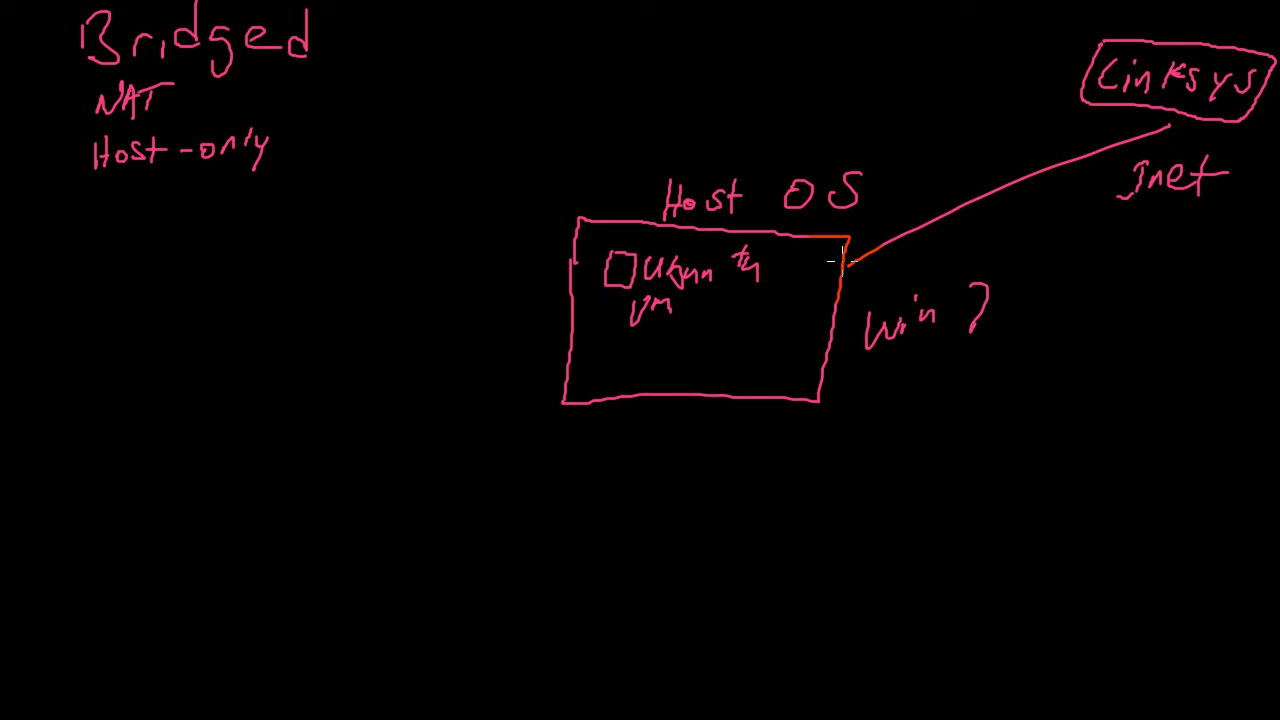 Bridged
NAT
Host-only
Linksys
Inet
Host OS
Ubuntu
VM
Win 7